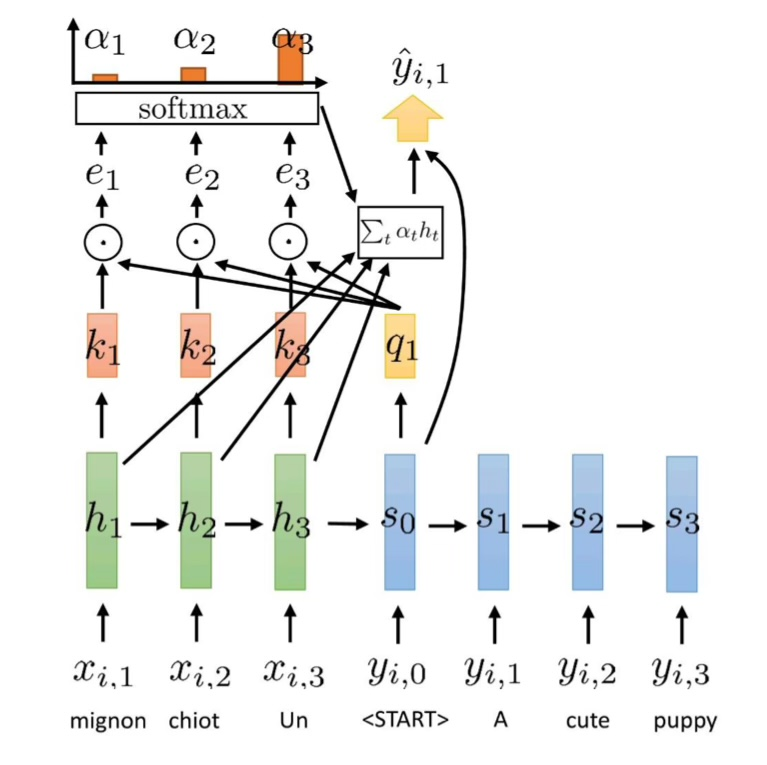 α₁ α₂ α₃
ŷᵢ,₁
softmax
e₁ e₂ e₃
∑ₜ αₜhₜ
k₁ k₂ k₃ q₁
h₁ h₂ h₃ s₀ s₁ s₂ s₃
xᵢ,₁ xᵢ,₂ xᵢ,₃ yᵢ,₀ yᵢ,₁ yᵢ,₂ yᵢ,₃
mignon chiot Un <START> A cute puppy